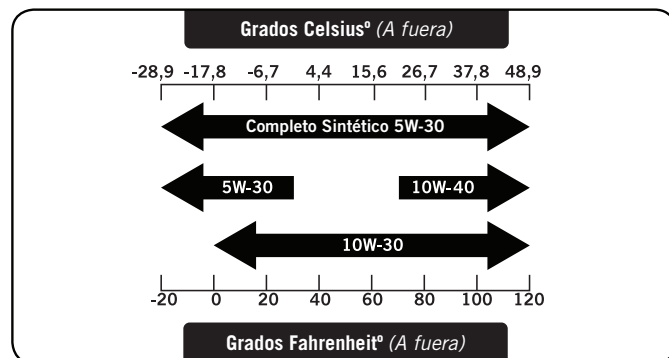 Grados Celsiusº (A fuera)
-28,9 -17,8 -6,7 4,4 15,6 26,7 37,8 48,9
Completo Sintético 5W-30
5W-30 10W-40
10W-30
-20 0 20 40 60 80 100 120
Grados Fahrenheitº (A fuera)